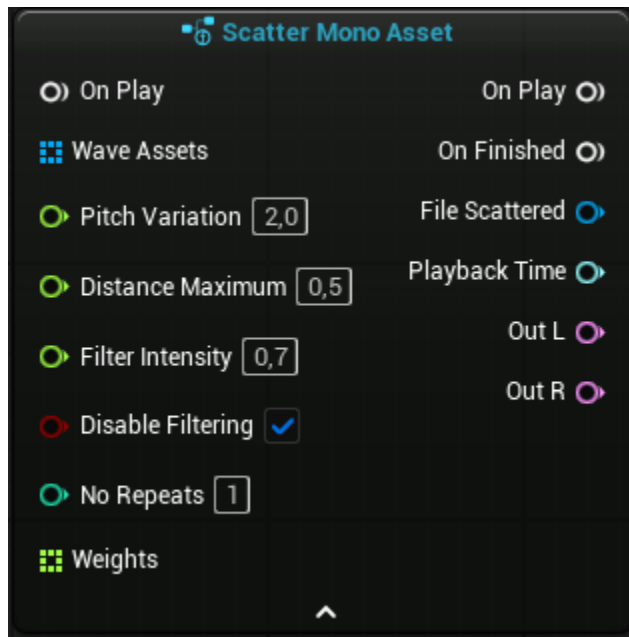 Scatter Mono Asset
On Play
On Play
Wave Assets
On Finished
Pitch Variation 2,0
File Scattered
Distance Maximum 0,5
Playback Time
Filter Intensity 0,7
Out L
Disable Filtering
Out R
No Repeats 1
Weights